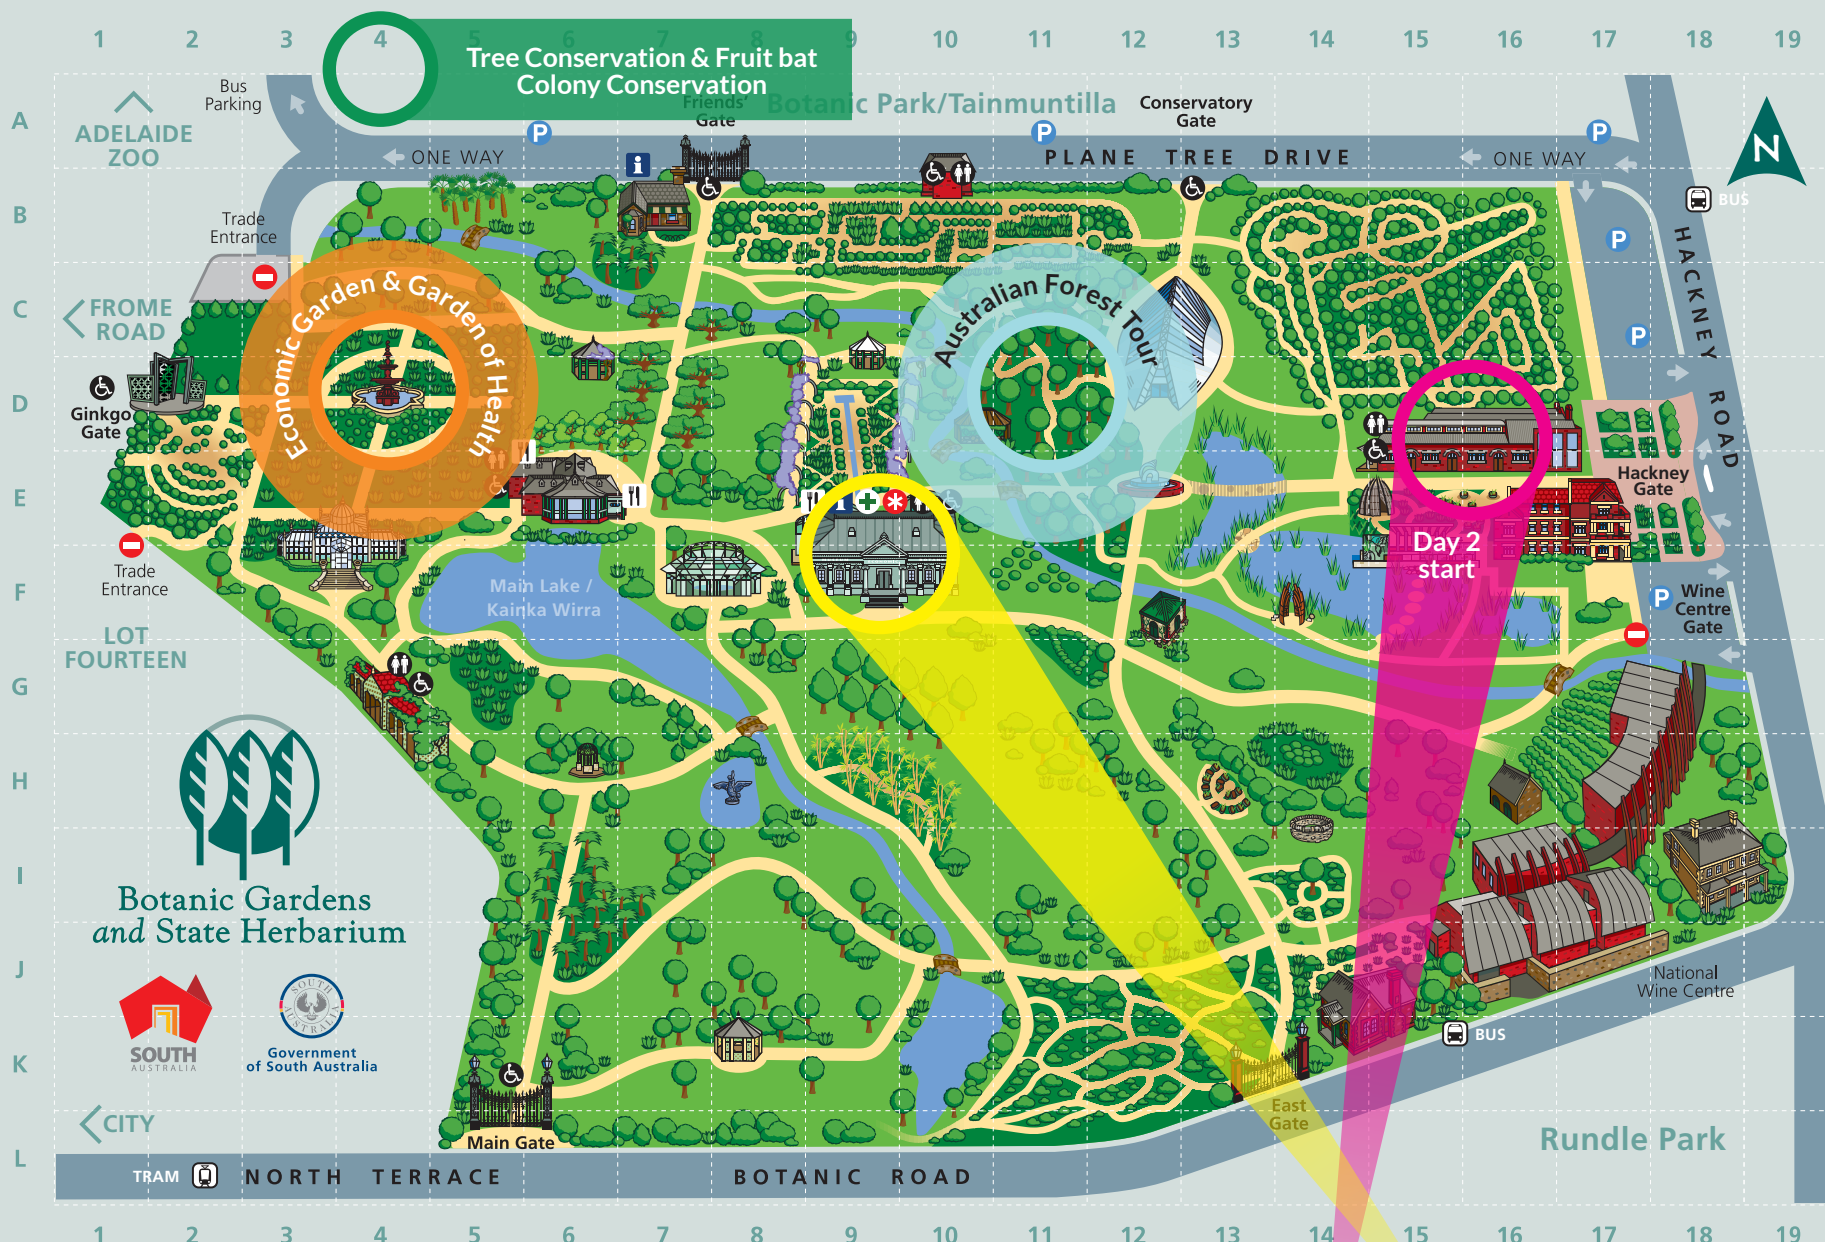 1 2 3 4 5 6 7 8 9 10 11 12 13 14 15 16 17 18 19
Tree Conservation & Fruit bat
Colony Conservation
Bus
Parking
Friends'
Gate
Botanic Park/Tainmuntilla
Conservatory
Gate
A
ADELAIDE
ZOO
P
P
P
ONE WAY
PLANE TREE DRIVE
ONE WAY
N
i
B
BUS
Trade
Entrance
P
HACKNEY ROAD
C
FROME
ROAD
Economic Garden & Garden of Health
Australian Forest Tour
P
D
Ginkgo
Gate
E
Hackney
Gate
Day 2
start
Trade
Entrance
F
Main Lake /
Kainka Wirra
P
Wine
Centre
Gate
LOT
FOURTEEN
G
H
I
Botanic Gardens
and State Herbarium
J
National
Wine Centre
SOUTH
AUSTRALIA
SOUTH
AUSTRALIA
Government
of South Australia
BUS
K
CITY
East
Gate
Main Gate
Rundle Park
L
TRAM
NORTH TERRACE
BOTANIC ROAD
1 2 3 4 5 6 7 8 9 10 11 12 13 14 15 16 17 18 19